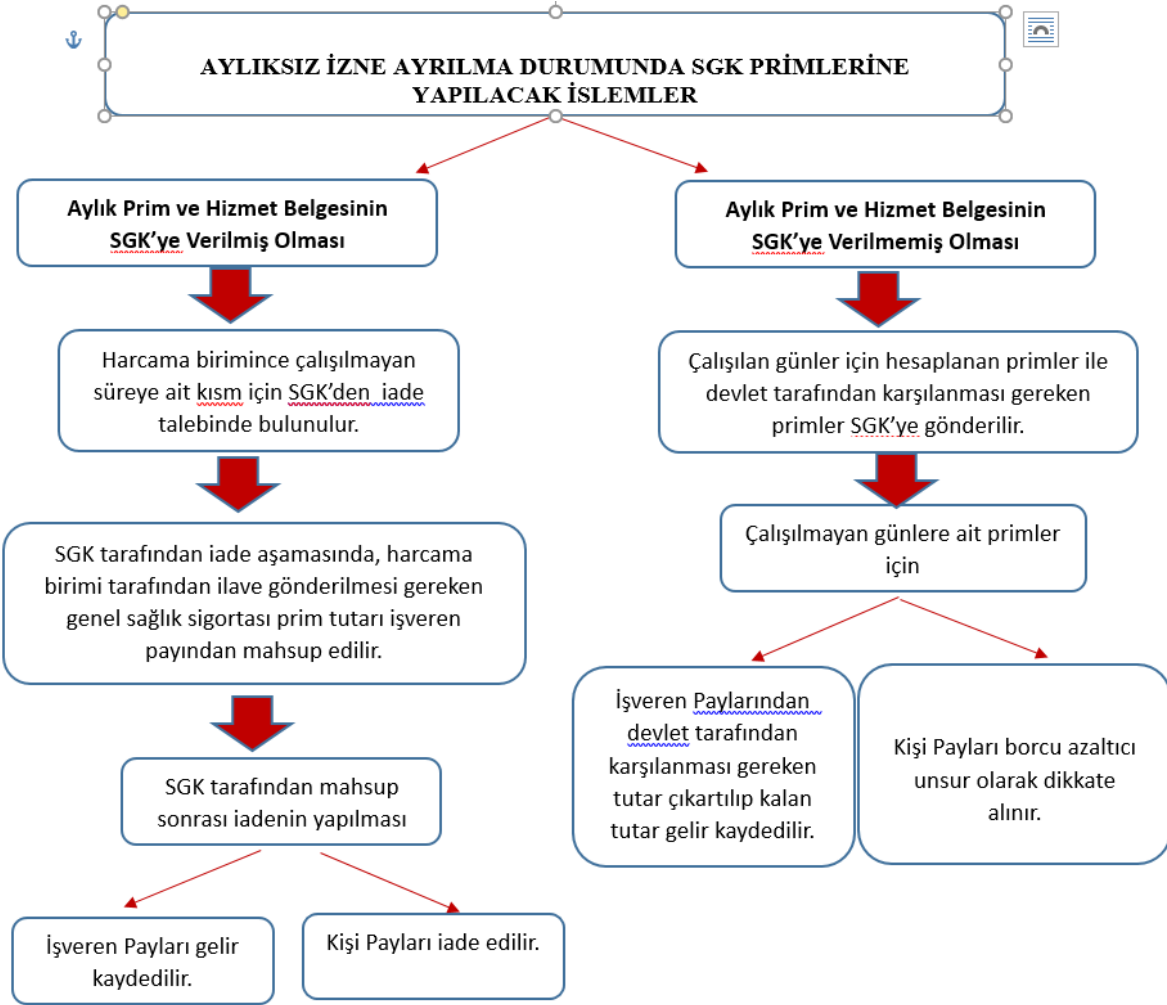 AYLIKSIZ İZNE AYRILMA DURUMUNDA SGK PRİMLERİNE
YAPILACAK İSLEMLER
Aylık Prim ve Hizmet Belgesinin
SGK’ye Verilmiş Olması
Harcama birimince çalışılmayan
süreye ait kısm için SGK’den iade
talebinde bulunulur.
SGK tarafından iade aşamasında, harcama
birimi tarafından ilave gönderilmesi gereken
genel sağlık sigortası prim tutarı işveren
payından mahsup edilir.
SGK tarafından mahsup
sonrası iadenin yapılması
İşveren Payları gelir
kaydedilir.
Kişi Payları iade edilir.
Aylık Prim ve Hizmet Belgesinin
SGK’ye Verilmemiş Olması
Çalışılan günler için hesaplanan primler ile
devlet tarafından karşılanması gereken
primler SGK’ye gönderilir.
Çalışılmayan günlere ait primler
için
İşveren Paylarından
devlet tarafından
karşılanması gereken
tutar çıkartılıp kalan
tutar gelir kaydedilir.
Kişi Payları borcu azaltıcı
unsur olarak dikkate
alınır.